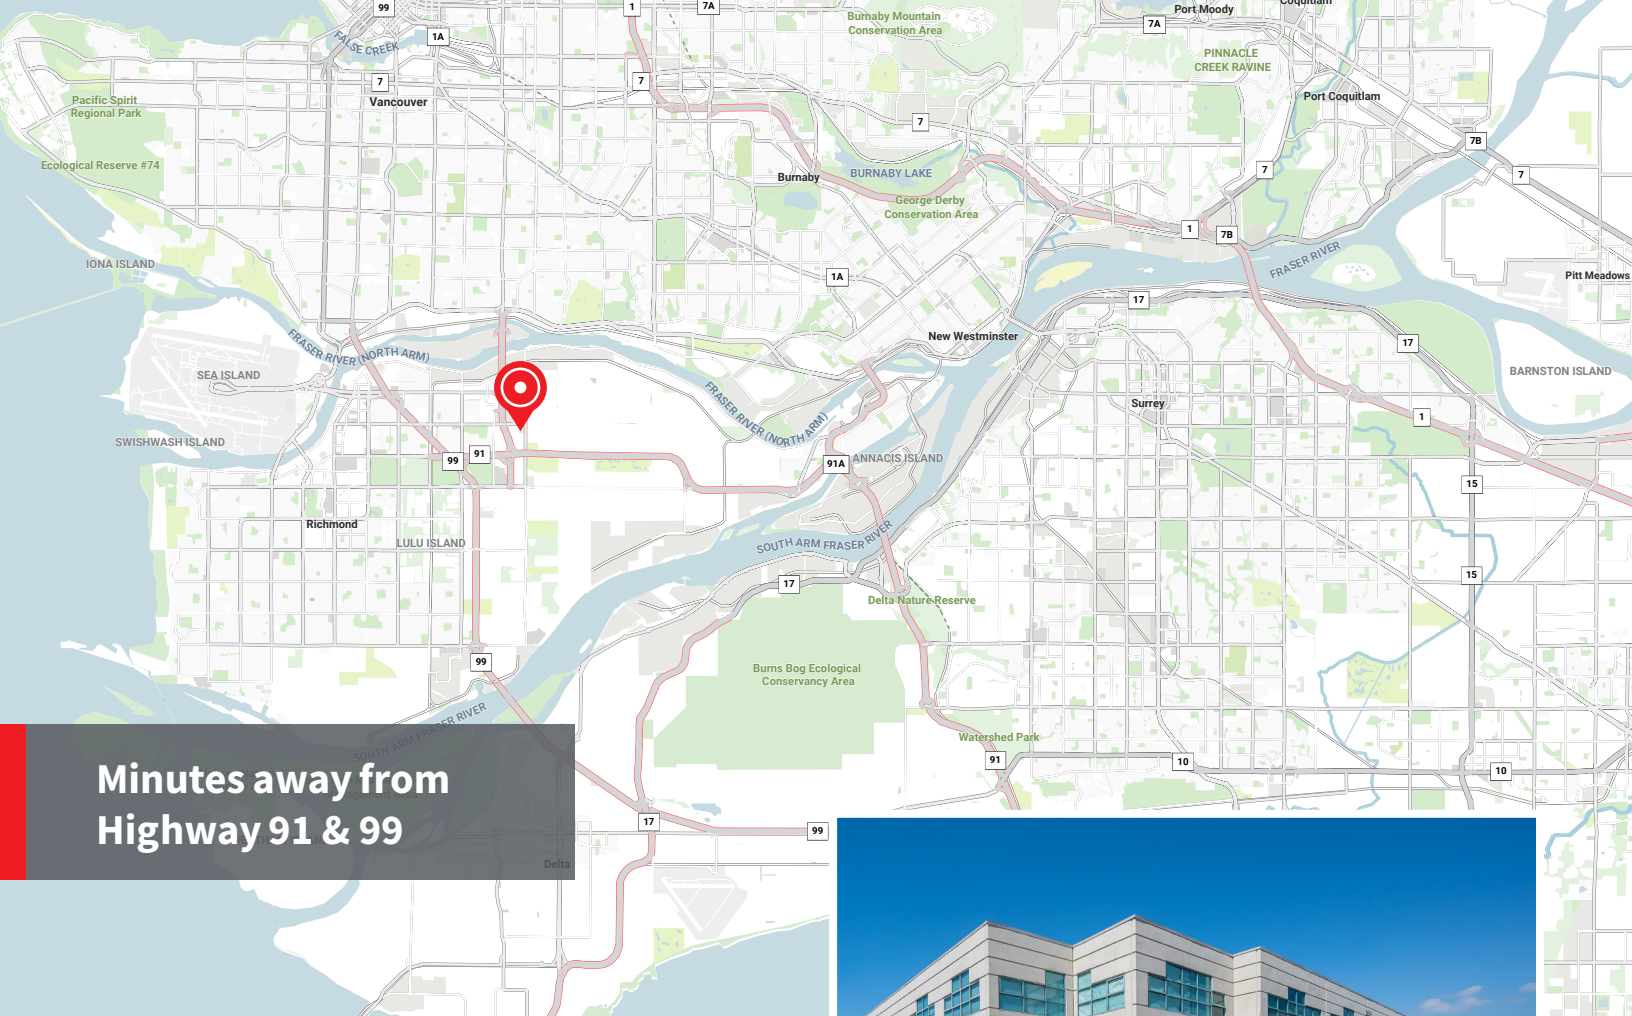 99
1
7A
Port Moody
Coquitlam
7A
Burnaby Mountain
Conservation Area
1A
FALSE CREEK
PINNACLE
CREEK RAVINE
7
7
Vancouver
Pacific Spirit
Regional Park
Port Coquitlam
7
7B
Ecological Reserve #74
Burnaby
BURNABY LAKE
7
7
George Derby
Conservation Area
1
7B
IONA ISLAND
FRASER RIVER
1A
Pitt Meadows
17
FRASER RIVER (NORTH ARM)
New Westminster
17
SEA ISLAND
BARNSTON ISLAND
FRASER RIVER (NORTH ARM)
Surrey
1
SWISHWASH ISLAND
99
91
91A
ANNACIS ISLAND
15
Richmond
LULU ISLAND
SOUTH ARM FRASER RIVER
17
15
Delta Nature Reserve
99
Burns Bog Ecological
Conservancy Area
SOUTH ARM FRASER RIVER
Watershed Park
91
10
10
Minutes away from
Highway 91 & 99
17
99
Delta